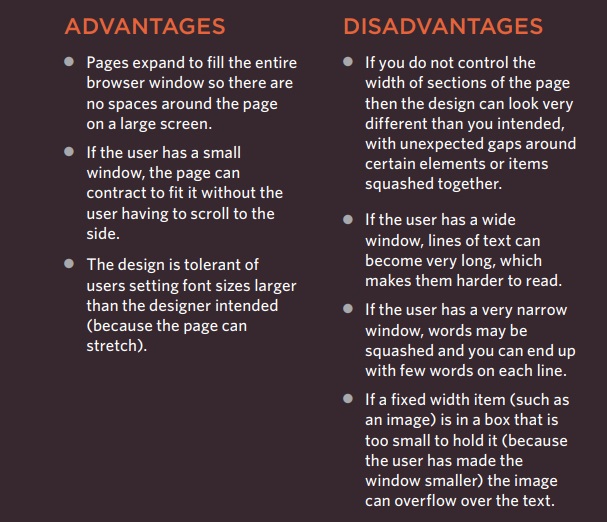 ADVANTAGES
Pages expand to fill the entire
browser window so there are
no spaces around the page
on a large screen.
If the user has a small
window, the page can
contract to fit it without the
user having to scroll to the
side.
The design is tolerant of
users setting font sizes larger
than the designer intended
(because the page can
stretch).
DISADVANTAGES
If you do not control the
width of sections of the page
then the design can look very
different than you intended,
with unexpected gaps around
certain elements or items
squashed together.
If the user has a wide
window, lines of text can
become very long, which
makes them harder to read.
If the user has a very narrow
window, words may be
squashed and you can end up
with few words on each line.
If a fixed width item (such as
an image) is in a box that is
too small to hold it (because
the user has made the
window smaller) the image
can overflow over the text.